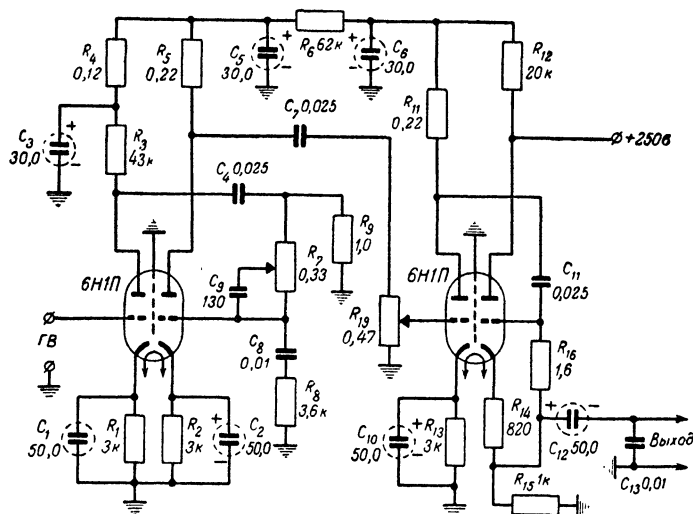 R4
0,12
R5
0,22
C5
30,0
+
−
R6 62к
+
−
C6
30,0
R12
20к
R11
0,22
C7 0,025
Ø +250в
C3
30,0
+
−
R3
43к
C4 0,025
R9
1,0
R7
0,33
6Н1П
C9
130
6Н1П
C11
0,025
ГВ
R19
0,47
C8
0,01
R8
3,6к
R16
1,6
C1
50,0
+
−
R1
3к
R2
3к
+
−
C2
50,0
C10
50,0
+
−
R13
3к
R14
820
+
−
C12 50,0
Выход
R15 1к
C13 0,01